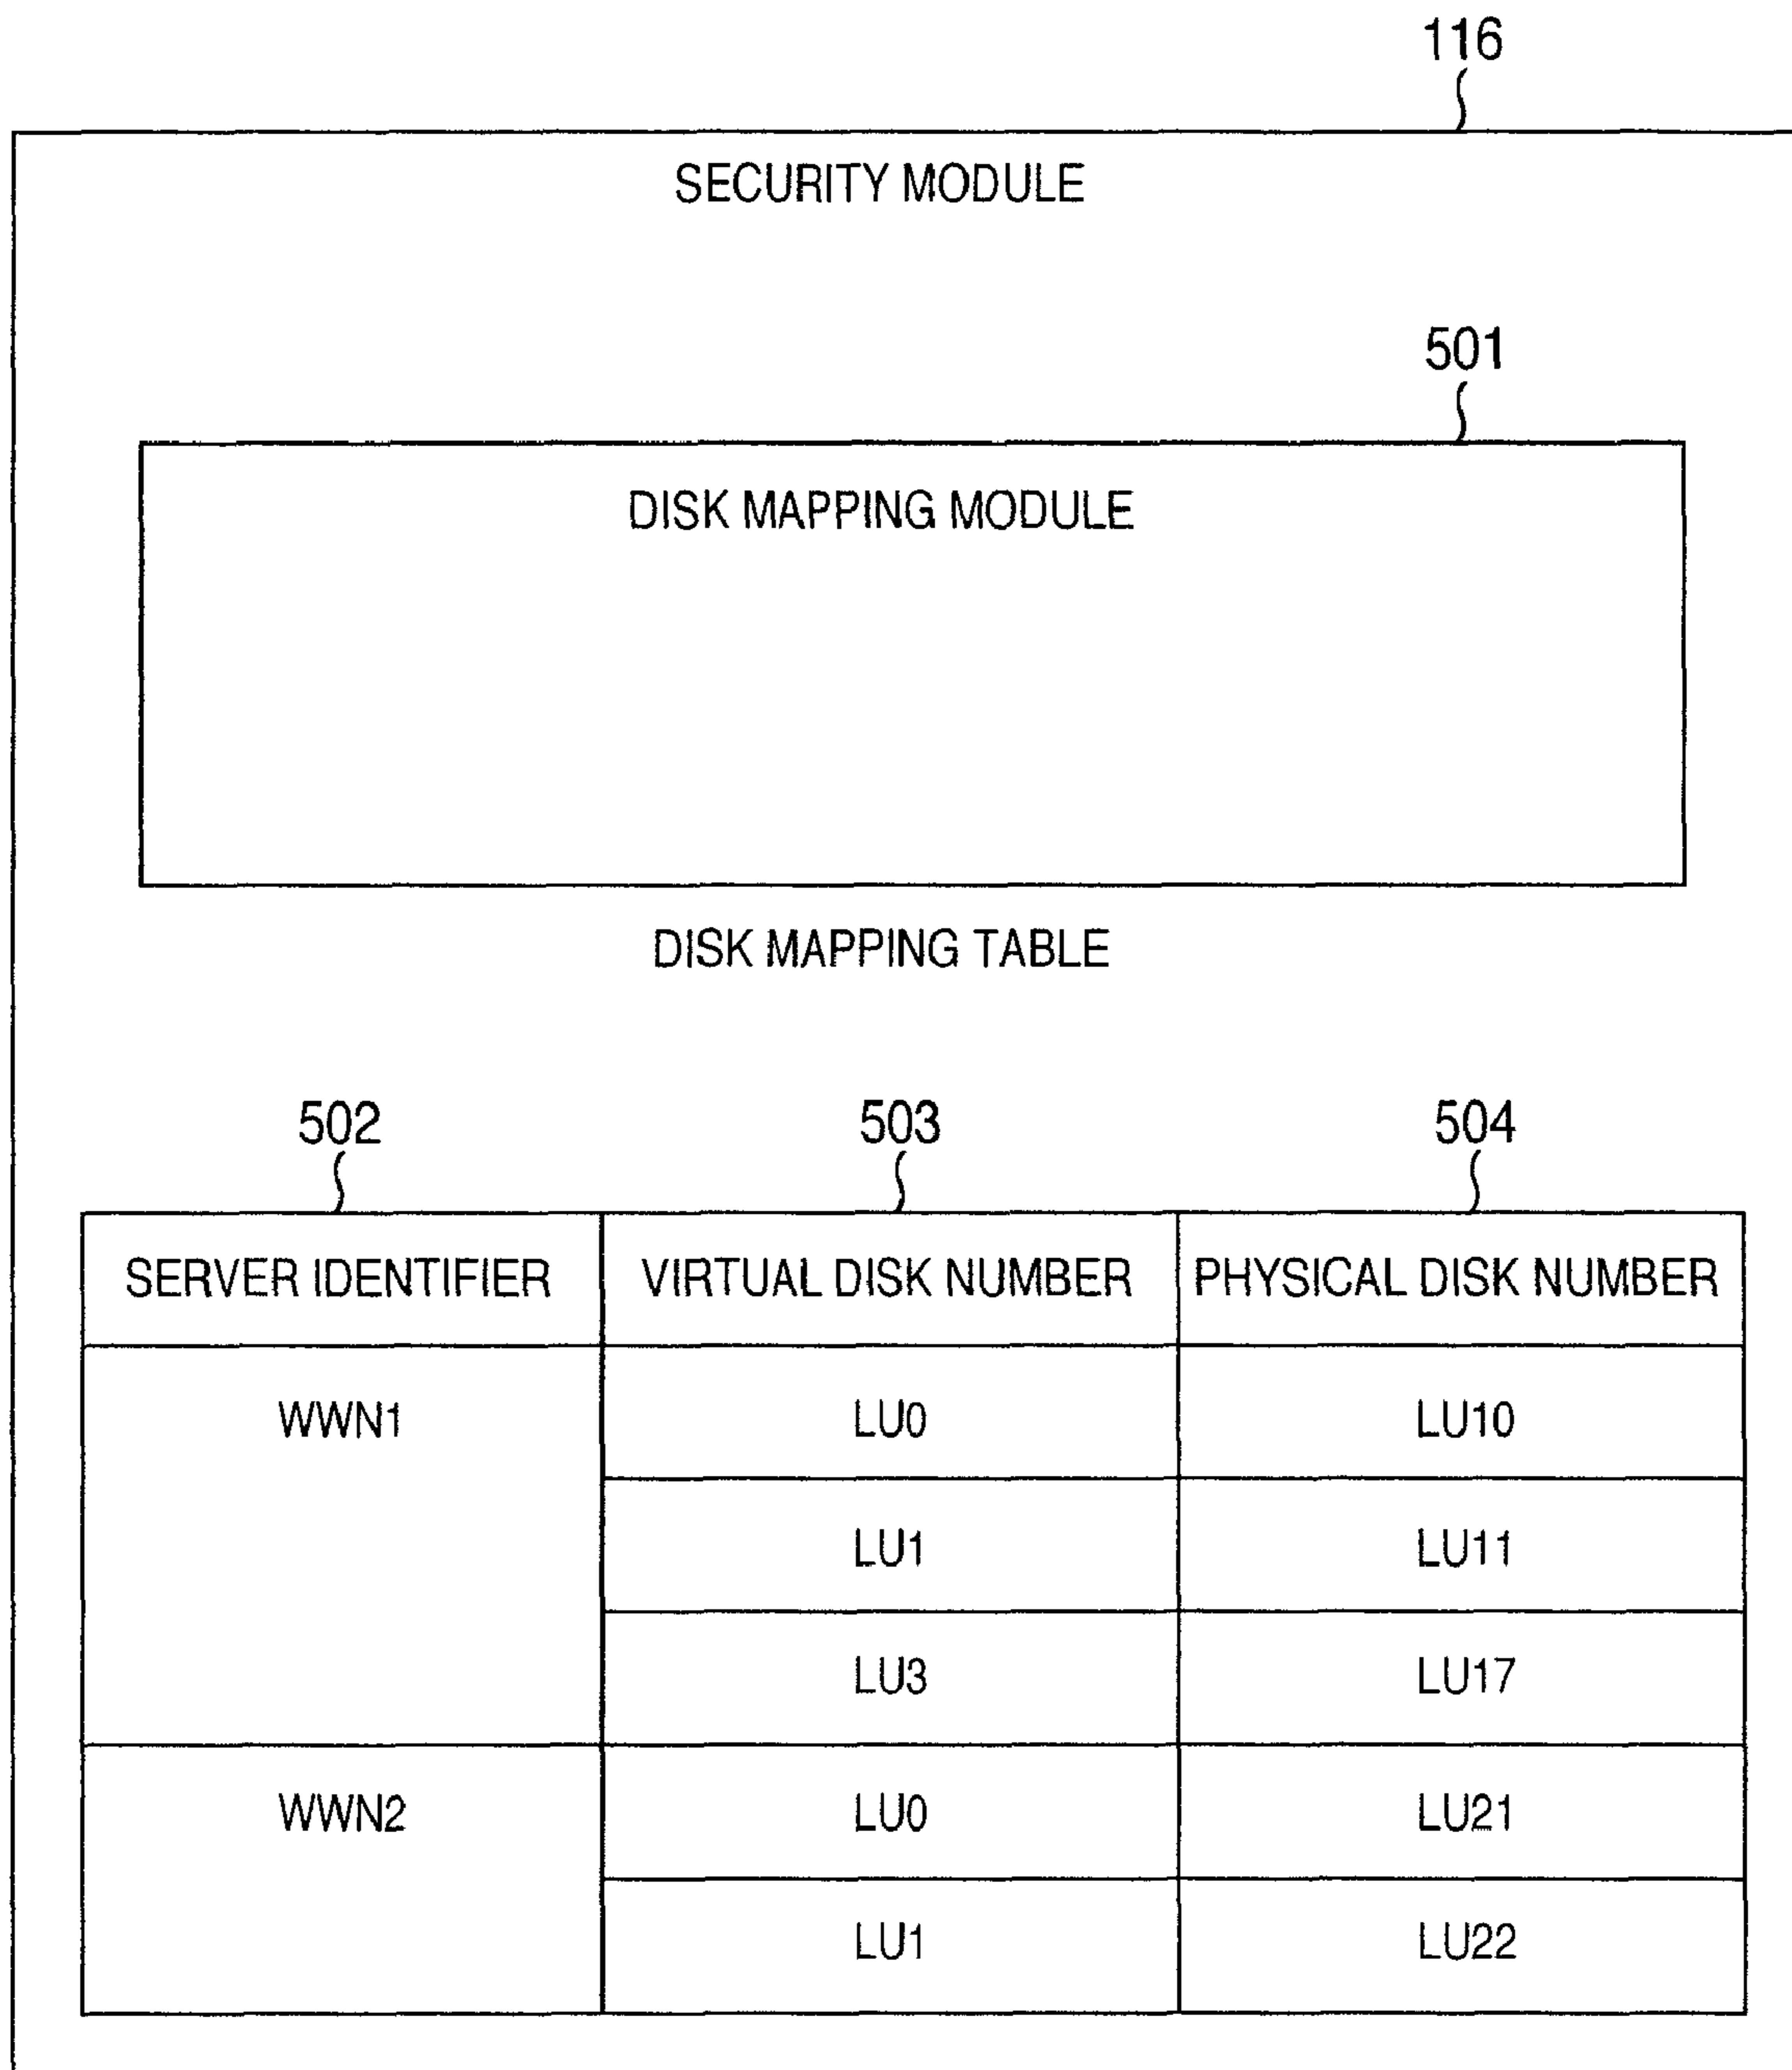 116
SECURITY MODULE
501
DISK MAPPING MODULE
DISK MAPPING TABLE
502 503 504
SERVER IDENTIFIER VIRTUAL DISK NUMBER PHYSICAL DISK NUMBER
WWN1 LU0 LU10
LU1 LU11
LU3 LU17
WWN2 LU0 LU21
LU1 LU22